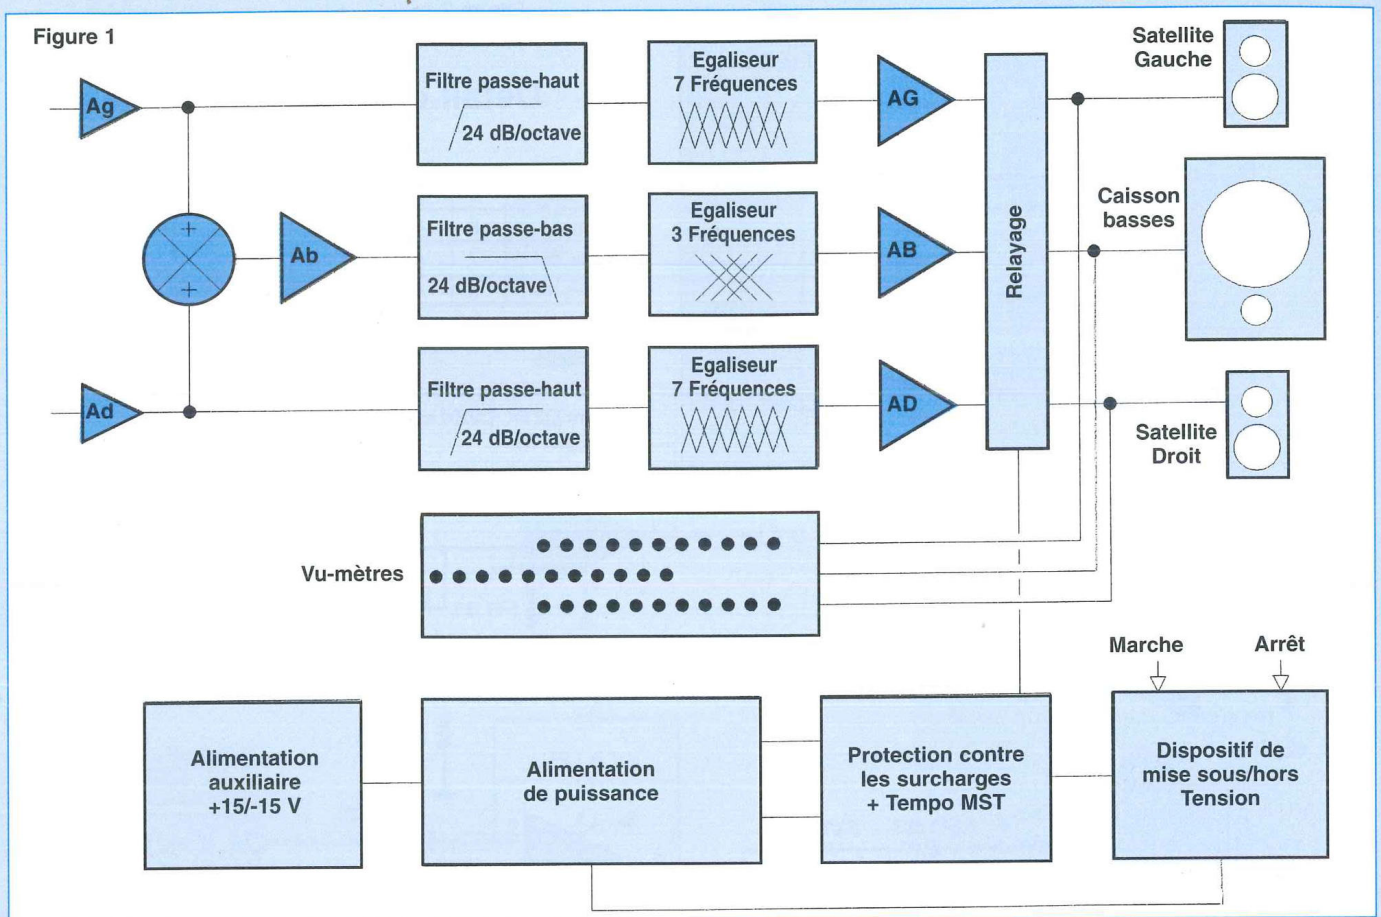 Figure 1
Ag
Filtre passe-haut
24 dB/octave
Egaliseur
7 Fréquences
AG
Satellite
Gauche
+
+
Ab
Filtre passe-bas
24 dB/octave
Egaliseur
3 Fréquences
AB
Relayage
Caisson
basses
Ad
Filtre passe-haut
24 dB/octave
Egaliseur
7 Fréquences
AD
Satellite
Droit
Vu-mètres
Marche
Arrêt
Alimentation
auxiliaire
+15/-15 V
Alimentation
de puissance
Protection contre
les surcharges
+ Tempo MST
Dispositif de
mise sous/hors
Tension